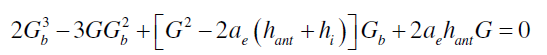 2G_b^3 − 3GG_b^2 + [G^2 − 2a_e(h_ant + h_i)]G_b + 2a_e h_ant G = 0